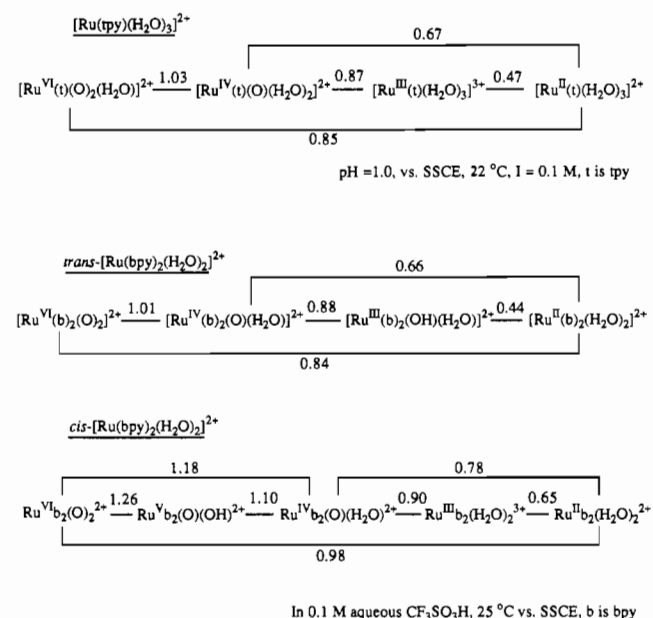 [Ru(tpy)(H₂O)₃]²⁺
0.67
[Ruⱽᴵ(t)(O)₂(H₂O)]²⁺ 1.03 [Ruᴵⱽ(t)(O)(H₂O)₂]²⁺ 0.87 [Ruᴵᴵᴵ(t)(H₂O)₃]³⁺ 0.47 [Ruᴵᴵ(t)(H₂O)₃]²⁺
0.85
pH =1.0, vs. SSCE, 22 °C, I = 0.1 M, t is tpy
trans-[Ru(bpy)₂(H₂O)₂]²⁺
0.66
[Ruⱽᴵ(b)₂(O)₂]²⁺ 1.01 [Ruᴵⱽ(b)₂(O)(H₂O)]²⁺ 0.88 [Ruᴵᴵᴵ(b)₂(OH)(H₂O)]²⁺ 0.44 [Ruᴵᴵ(b)₂(H₂O)₂]²⁺
0.84
cis-[Ru(bpy)₂(H₂O)₂]²⁺
1.18 0.78
Ruⱽᴵb₂(O)₂²⁺ 1.26 Ruⱽb₂(O)(OH)²⁺ 1.10 Ruᴵⱽb₂(O)(H₂O)²⁺ 0.90 Ruᴵᴵᴵb₂(H₂O)₂³⁺ 0.65 Ruᴵᴵb₂(H₂O)₂²⁺
0.98
In 0.1 M aqueous CF₃SO₃H, 25 °C vs. SSCE, b is bpy